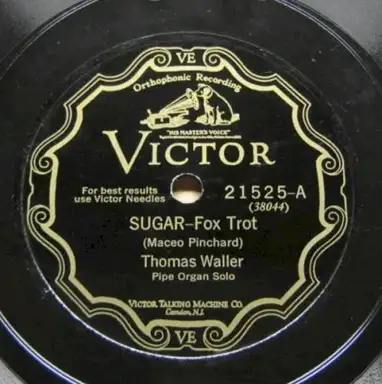 VE
Orthophonic Recording
"HIS MASTER'S VOICE"
VICTOR
For best results
use Victor Needles
21525-A
(38044)
SUGAR-Fox Trot
(Maceo Pinchard)
Thomas Waller
Pipe Organ Solo
VICTOR TALKING MACHINE CO.
Camden, N.J.
VE